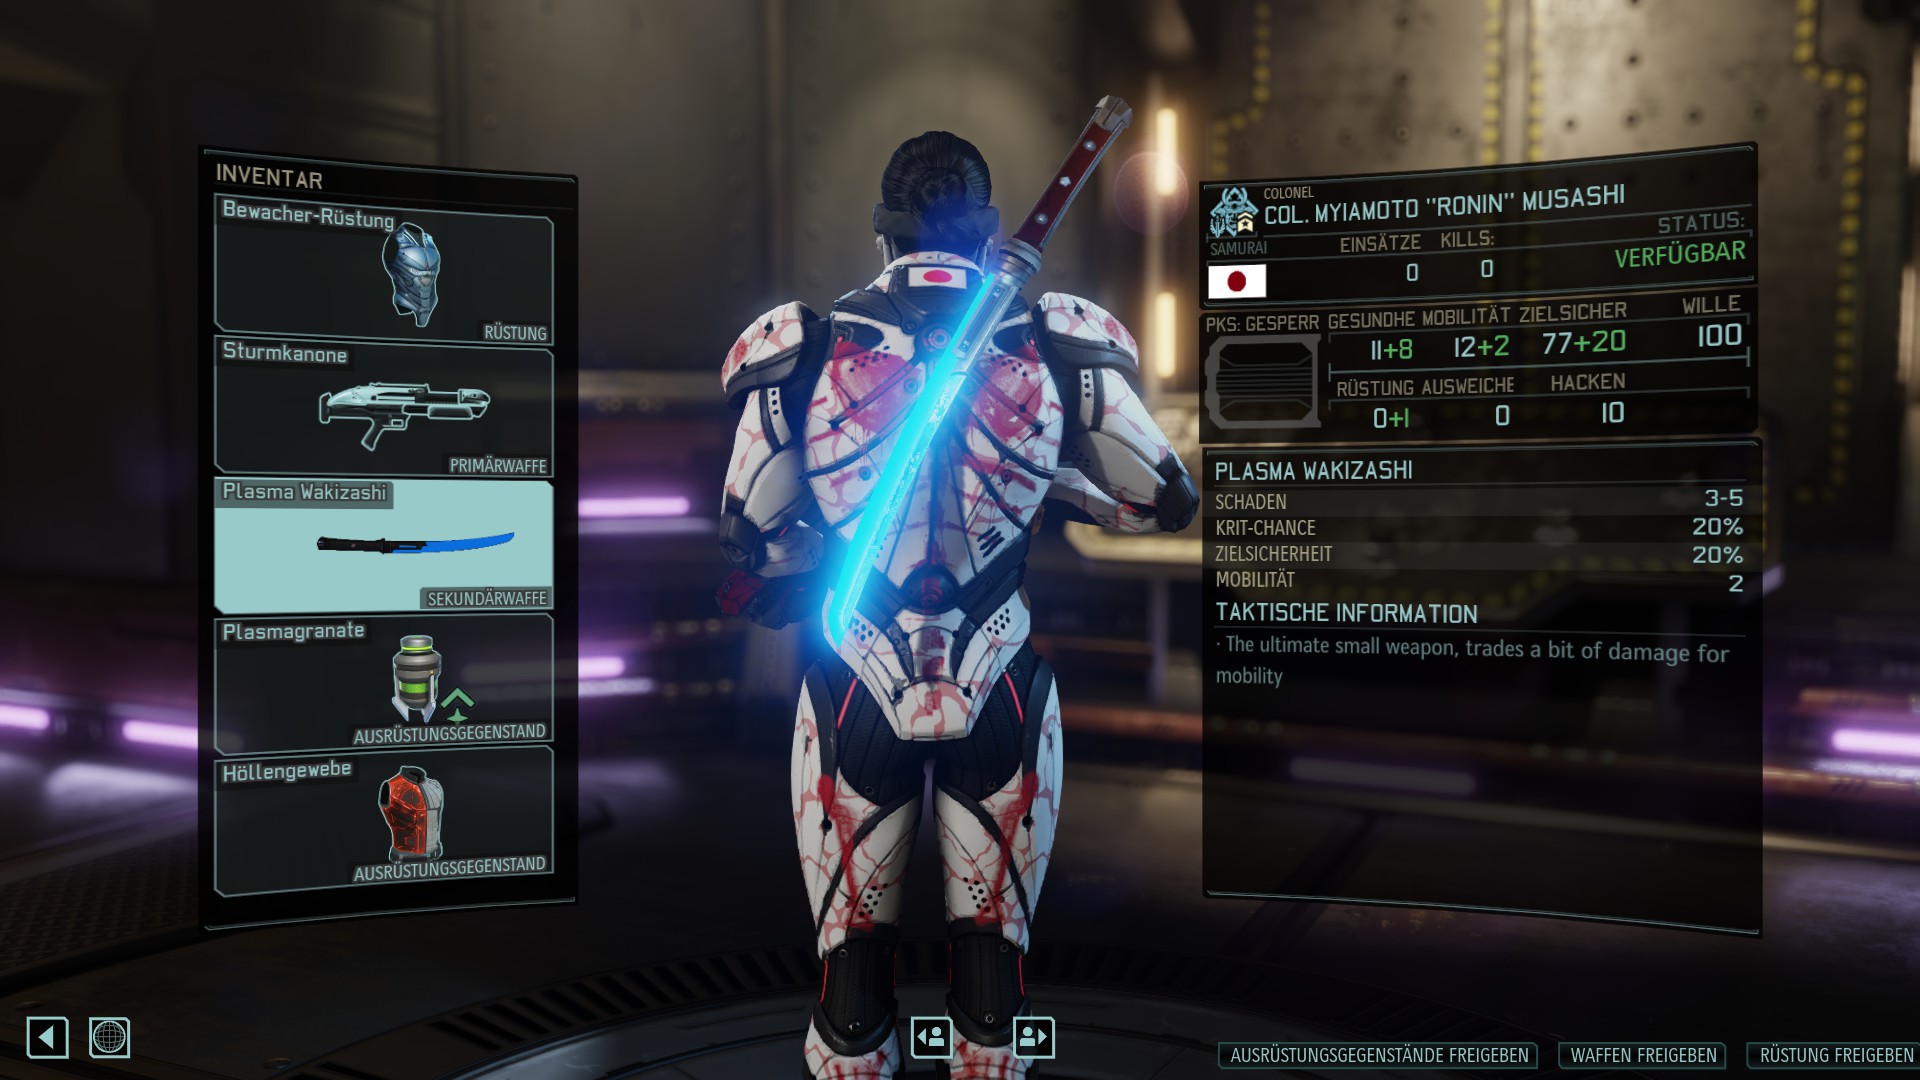 INVENTAR
Bewacher-Rüstung
RÜSTUNG
Sturmkanone
PRIMÄRWAFFE
Plasma Wakizashi
SEKUNDÄRWAFFE
Plasmagranate
AUSRÜSTUNGSGEGENSTAND
Höllengewebe
AUSRÜSTUNGSGEGENSTAND
COLONEL
COL. MYIAMOTO "RONIN" MUSASHI
SAMURAI
EINSÄTZE KILLS: STATUS:
0 0 VERFÜGBAR
PKS: GESPERR GESUNDHE MOBILITÄT ZIELSICHER WILLE
11+8 12+2 77+20 100
RÜSTUNG AUSWEICHE HACKEN
0+1 0 10
PLASMA WAKIZASHI
SCHADEN 3-5
KRIT-CHANCE 20%
ZIELSICHERHEIT 20%
MOBILITÄT 2
TAKTISCHE INFORMATION
· The ultimate small weapon, trades a bit of damage for
mobility
AUSRÜSTUNGSGEGENSTÄNDE FREIGEBEN WAFFEN FREIGEBEN RÜSTUNG FREIGEBEN